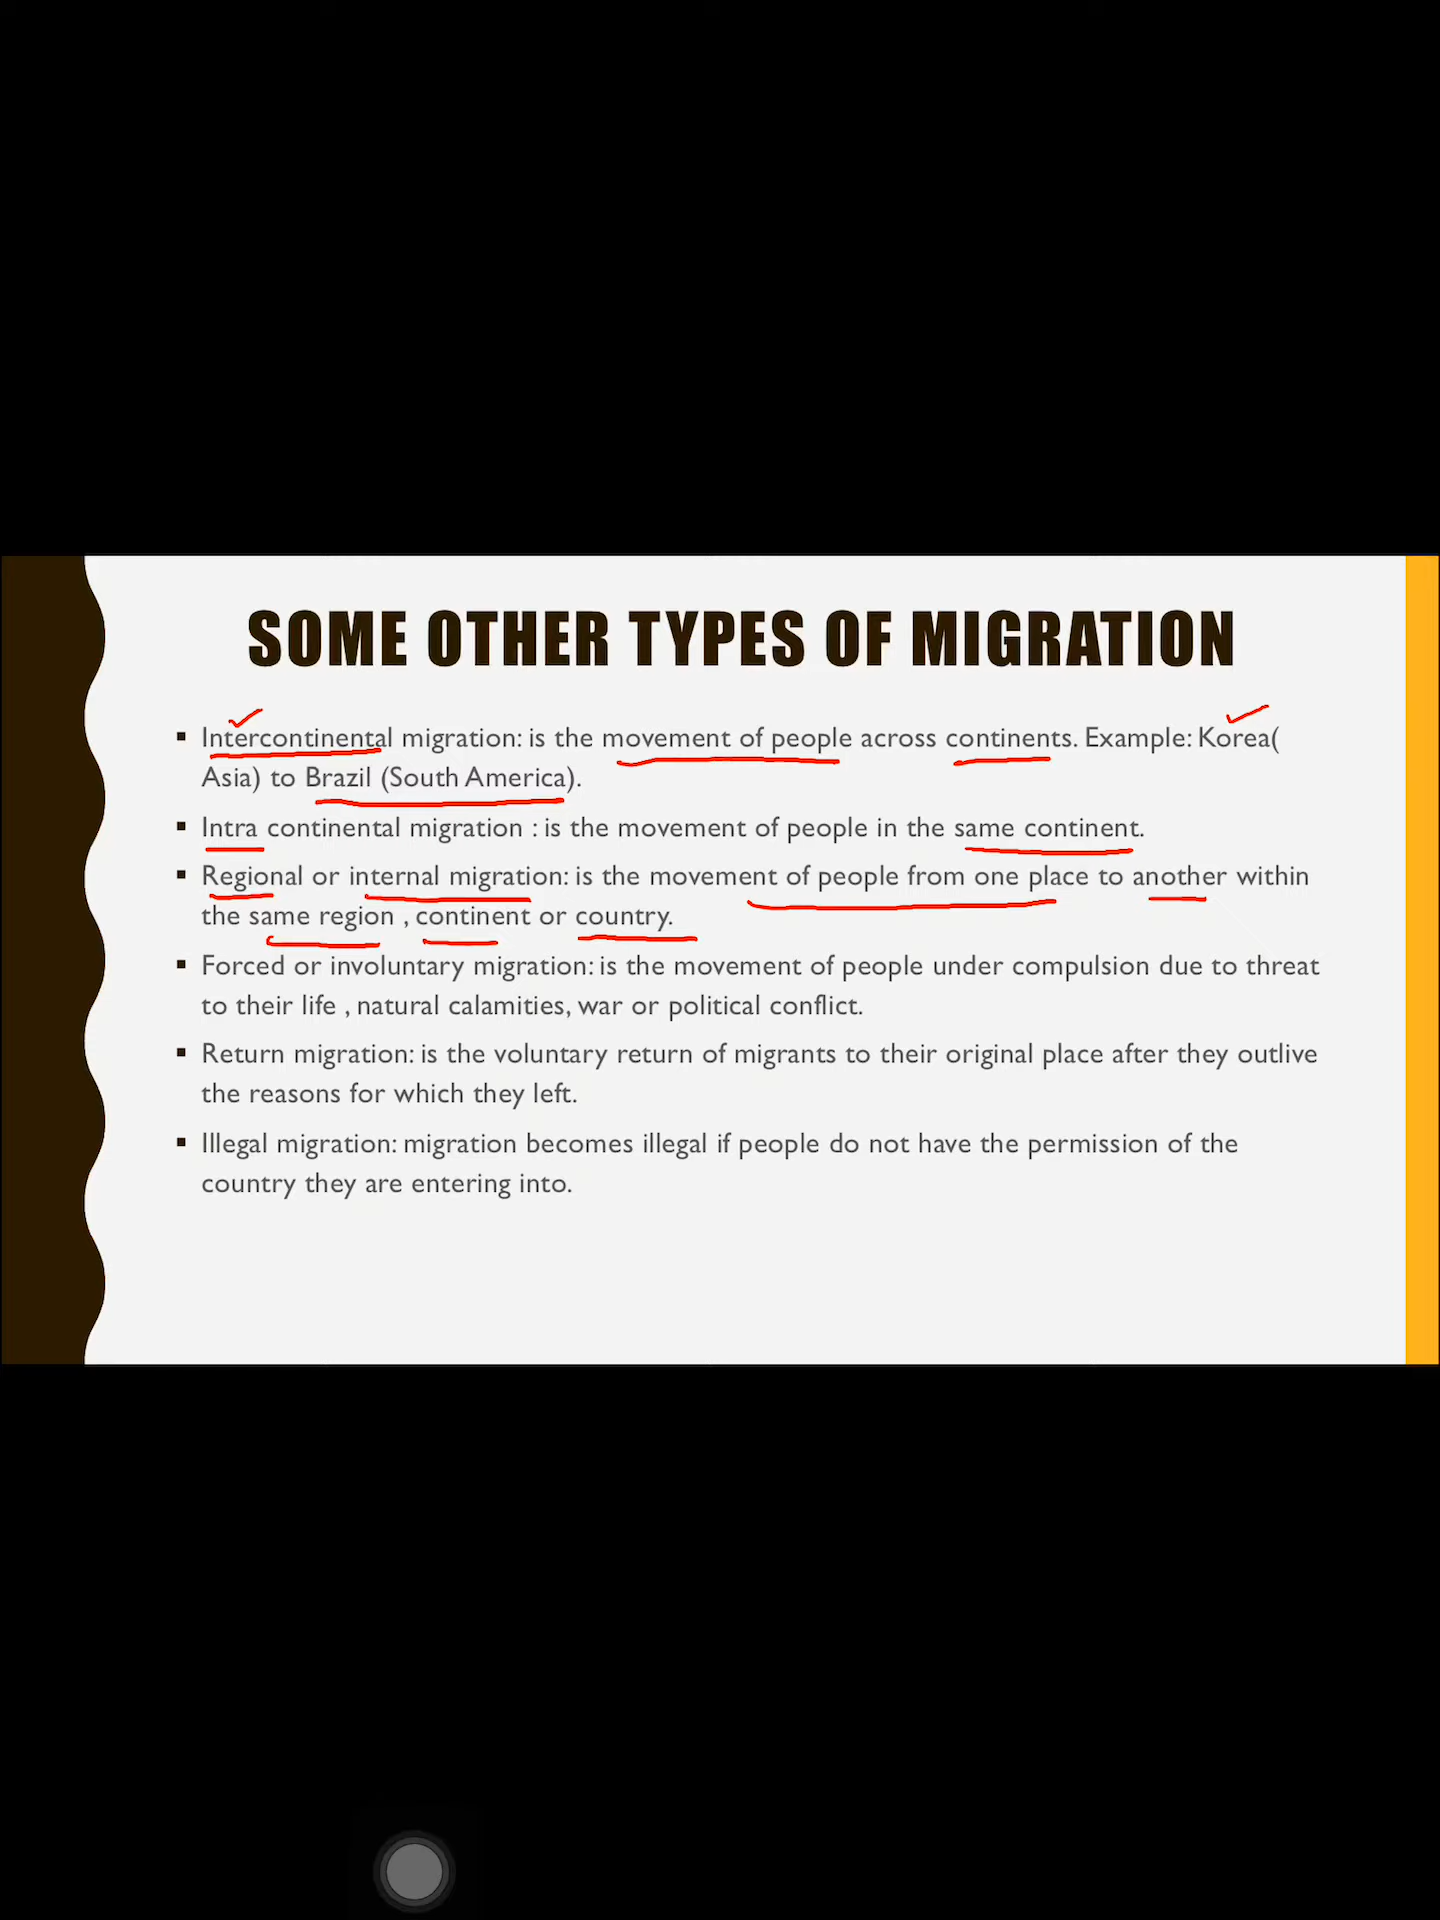 SOME OTHER TYPES OF MIGRATION
▪ Intercontinental migration: is the movement of people across continents. Example: Korea(
Asia) to Brazil (South America).
▪ Intra continental migration : is the movement of people in the same continent.
▪ Regional or internal migration: is the movement of people from one place to another within
the same region , continent or country.
▪ Forced or involuntary migration: is the movement of people under compulsion due to threat
to their life , natural calamities, war or political conflict.
▪ Return migration: is the voluntary return of migrants to their original place after they outlive
the reasons for which they left.
▪ Illegal migration: migration becomes illegal if people do not have the permission of the
country they are entering into.